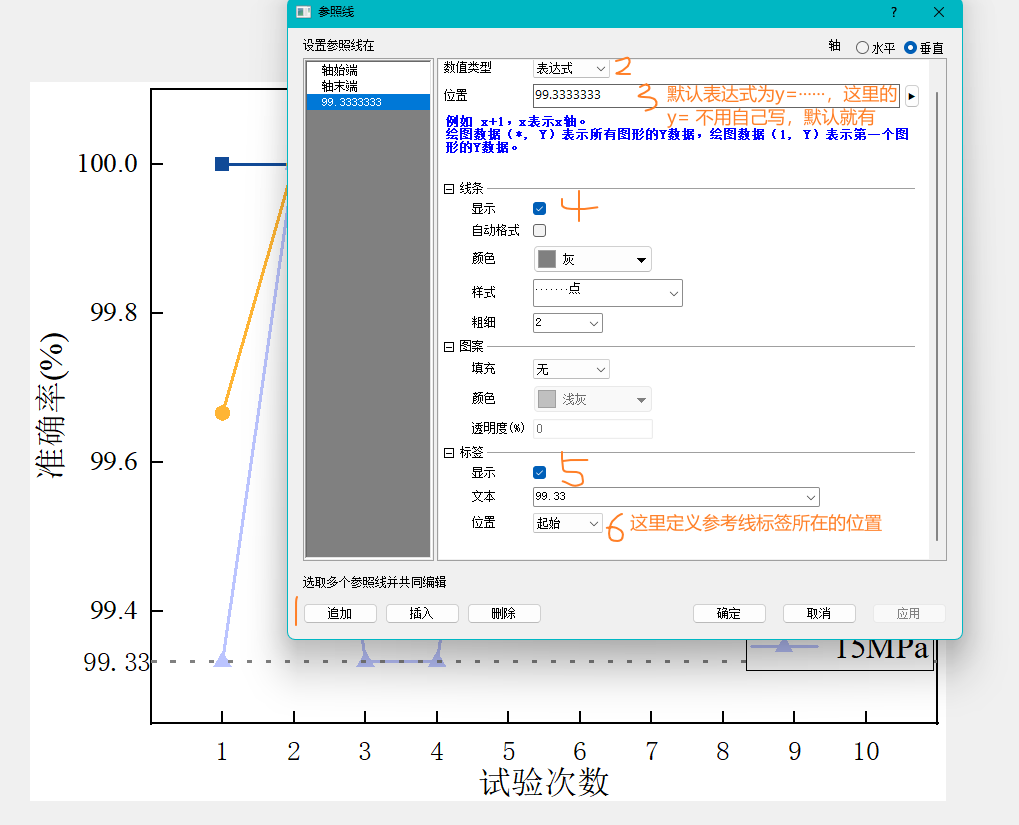 参照线 ? ×
设置参照线在 轴 水平 垂直
轴始端
轴末端
99.3333333
数值类型 表达式 2
位置 99.3333333 3 默认表达式为y=……，这里的
y= 不用自己写，默认就有
例如 x+1，x表示x轴。
绘图数据（*，Y）表示所有图形的Y数据，绘图数据（1，Y）表示第一个图
形的Y数据。
线条
显示 4
自动格式
颜色 灰
样式 点
粗细 2
图案
填充 无
颜色 浅灰
透明度(%) 0
标签
显示 5
文本 99.33
位置 起始 6 这里定义参考线标签所在的位置
选取多个参照线并共同编辑
1 追加 插入 删除 确定 取消 应用
准确率(%)
100.0
99.8
99.6
99.4
99.33
15MPa
1 2 3 4 5 6 7 8 9 10
试验次数